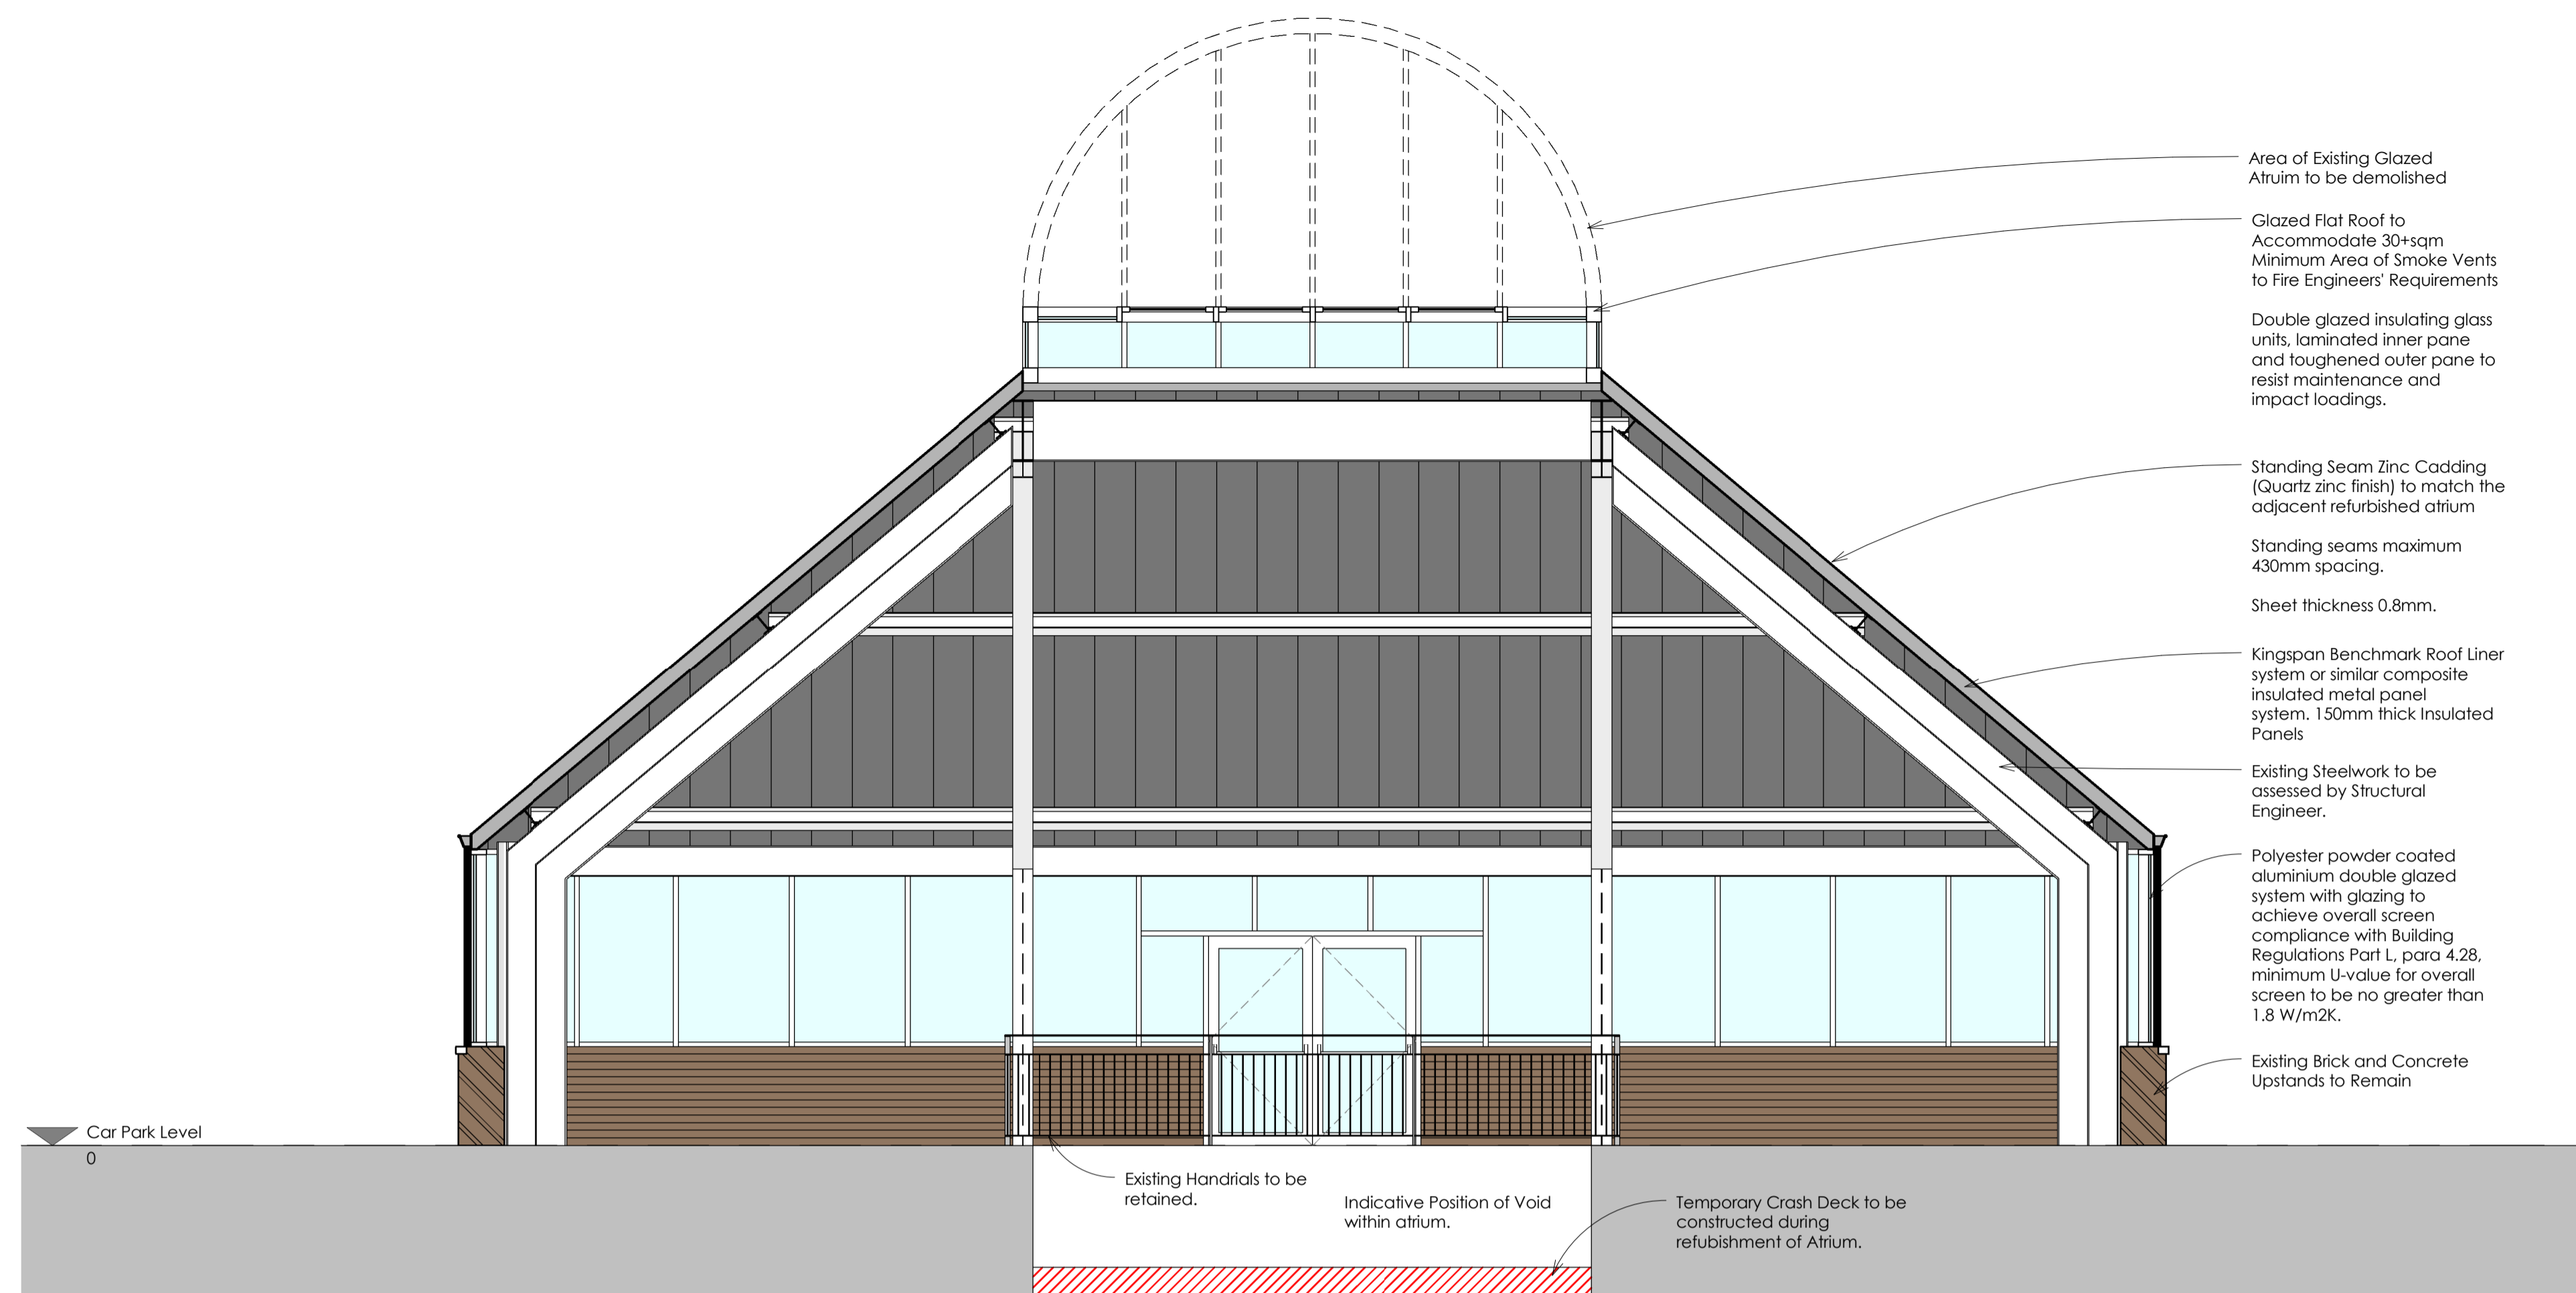 Area of Existing Glazed
Atruim to be demolished
Glazed Flat Roof to
Accommodate 30+sqm
Minimum Area of Smoke Vents
to Fire Engineers' Requirements
Double glazed insulating glass
units, laminated inner pane
and toughened outer pane to
resist maintenance and
impact loadings.
Standing Seam Zinc Cadding
(Quartz zinc finish) to match the
adjacent refurbished atrium
Standing seams maximum
430mm spacing.
Sheet thickness 0.8mm.
Kingspan Benchmark Roof Liner
system or similar composite
insulated metal panel
system. 150mm thick Insulated
Panels
Existing Steelwork to be
assessed by Structural
Engineer.
Polyester powder coated
aluminium double glazed
system with glazing to
achieve overall screen
compliance with Building
Regulations Part L, para 4.28,
minimum U-value for overall
screen to be no greater than
1.8 W/m2K.
Existing Brick and Concrete
Upstands to Remain
Car Park Level
0
Existing Handrials to be
retained.
Indicative Position of Void
within atrium.
Temporary Crash Deck to be
constructed during
refubishment of Atrium.